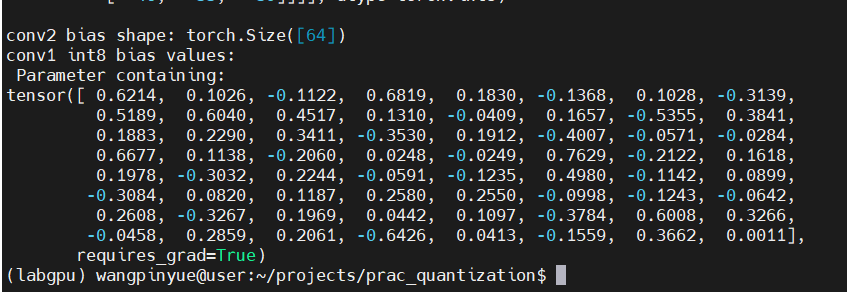 conv2 bias shape: torch.Size([64])
conv1 int8 bias values:
 Parameter containing:
tensor([ 0.6214,  0.1026, -0.1122,  0.6819,  0.1830, -0.1368,  0.1028, -0.3139,
         0.5189,  0.6040,  0.4517,  0.1310, -0.0409,  0.1657, -0.5355,  0.3841,
         0.1883,  0.2290,  0.3411, -0.3530,  0.1912, -0.4007, -0.0571, -0.0284,
         0.6677,  0.1138, -0.2060,  0.0248, -0.0249,  0.7629, -0.2122,  0.1618,
         0.1978, -0.3032,  0.2244, -0.0591, -0.1235,  0.4980, -0.1142,  0.0899,
        -0.3084,  0.0820,  0.1187,  0.2580,  0.2550, -0.0998, -0.1243, -0.0642,
         0.2608, -0.3267,  0.1969,  0.0442,  0.1097, -0.3784,  0.6008,  0.3266,
        -0.0458,  0.2859,  0.2061, -0.6426,  0.0413, -0.1559,  0.3662,  0.0011],
       requires_grad=True)
(labgpu) wangpinyue@user:~/projects/prac_quantization$